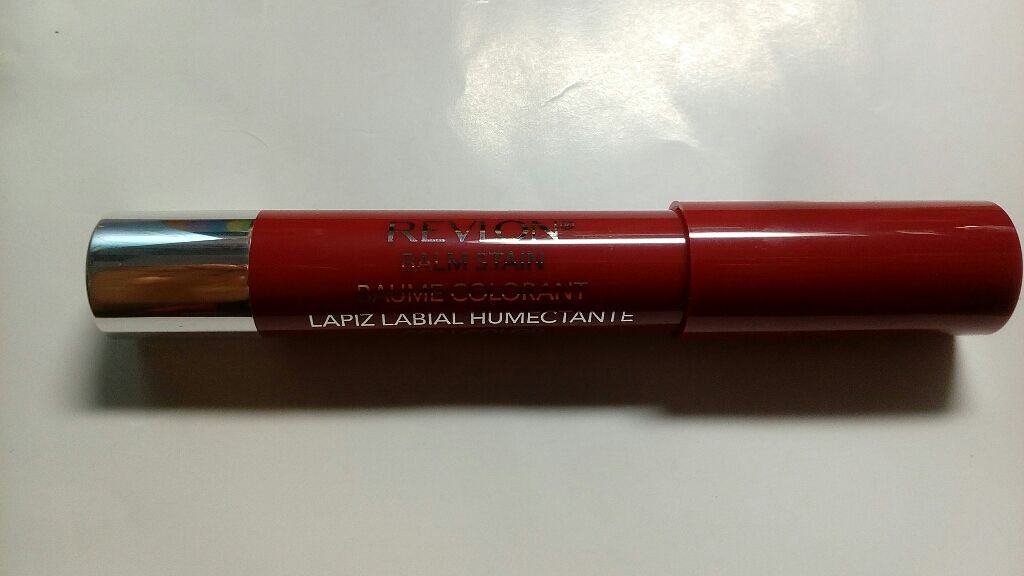 REVLON
BALM STAIN
BAUME COLORANT
LAPIZ LABIAL HUMECTANTE